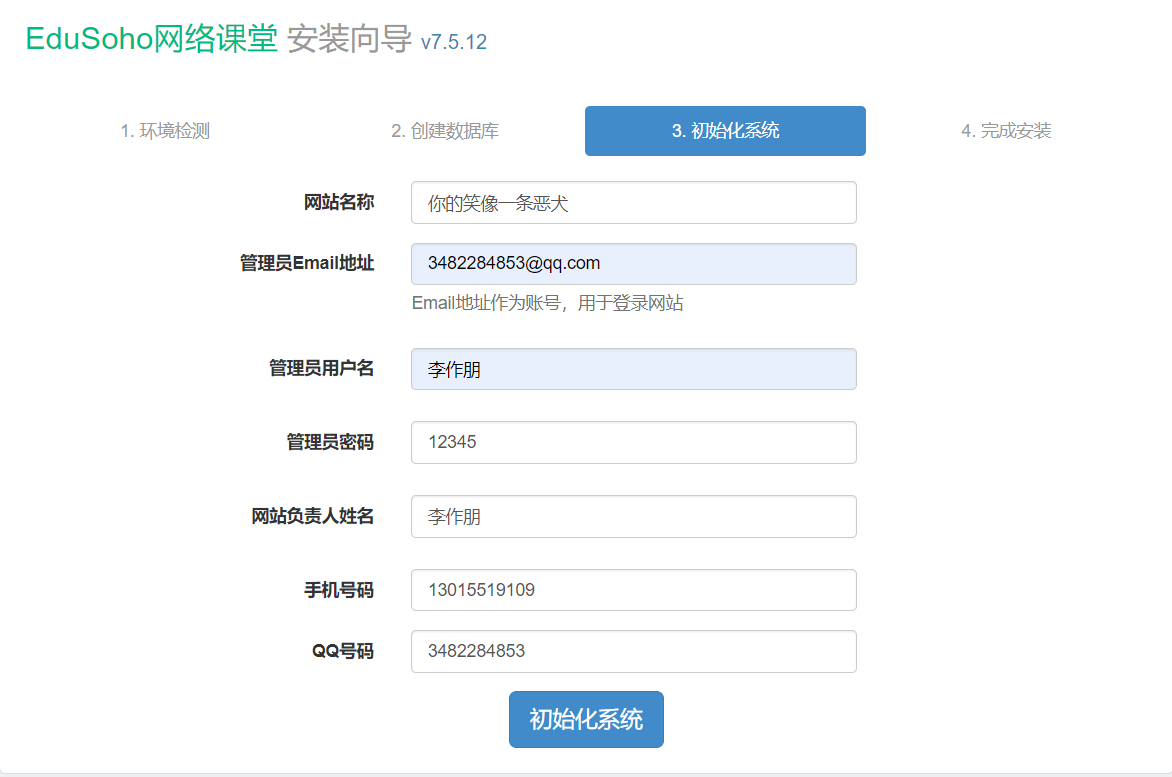 EduSoho网络课堂 安装向导 v7.5.12
1. 环境检测 2. 创建数据库 3. 初始化系统 4. 完成安装
网站名称 你的笑像一条恶犬
管理员Email地址 3482284853@qq.com
Email地址作为账号，用于登录网站
管理员用户名 李作朋
管理员密码 12345
网站负责人姓名 李作朋
手机号码 13015519109
QQ号码 3482284853
初始化系统